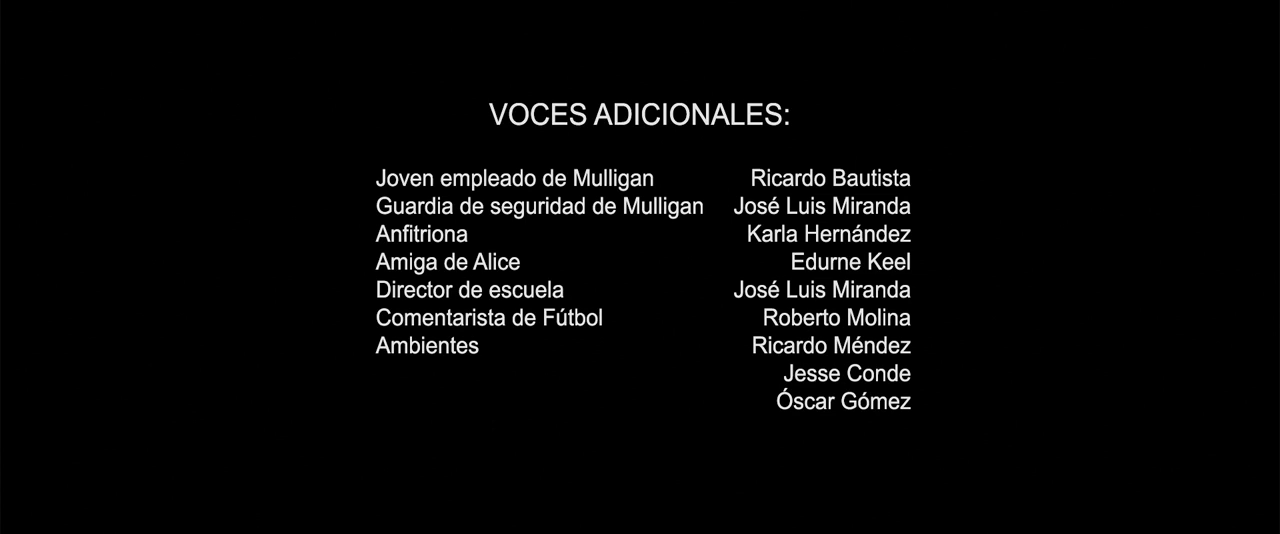 VOCES ADICIONALES:
Joven empleado de Mulligan Ricardo Bautista
Guardia de seguridad de Mulligan José Luis Miranda
Anfitriona Karla Hernández
Amiga de Alice Edurne Keel
Director de escuela José Luis Miranda
Comentarista de Fútbol Roberto Molina
Ambientes Ricardo Méndez
Jesse Conde
Óscar Gómez